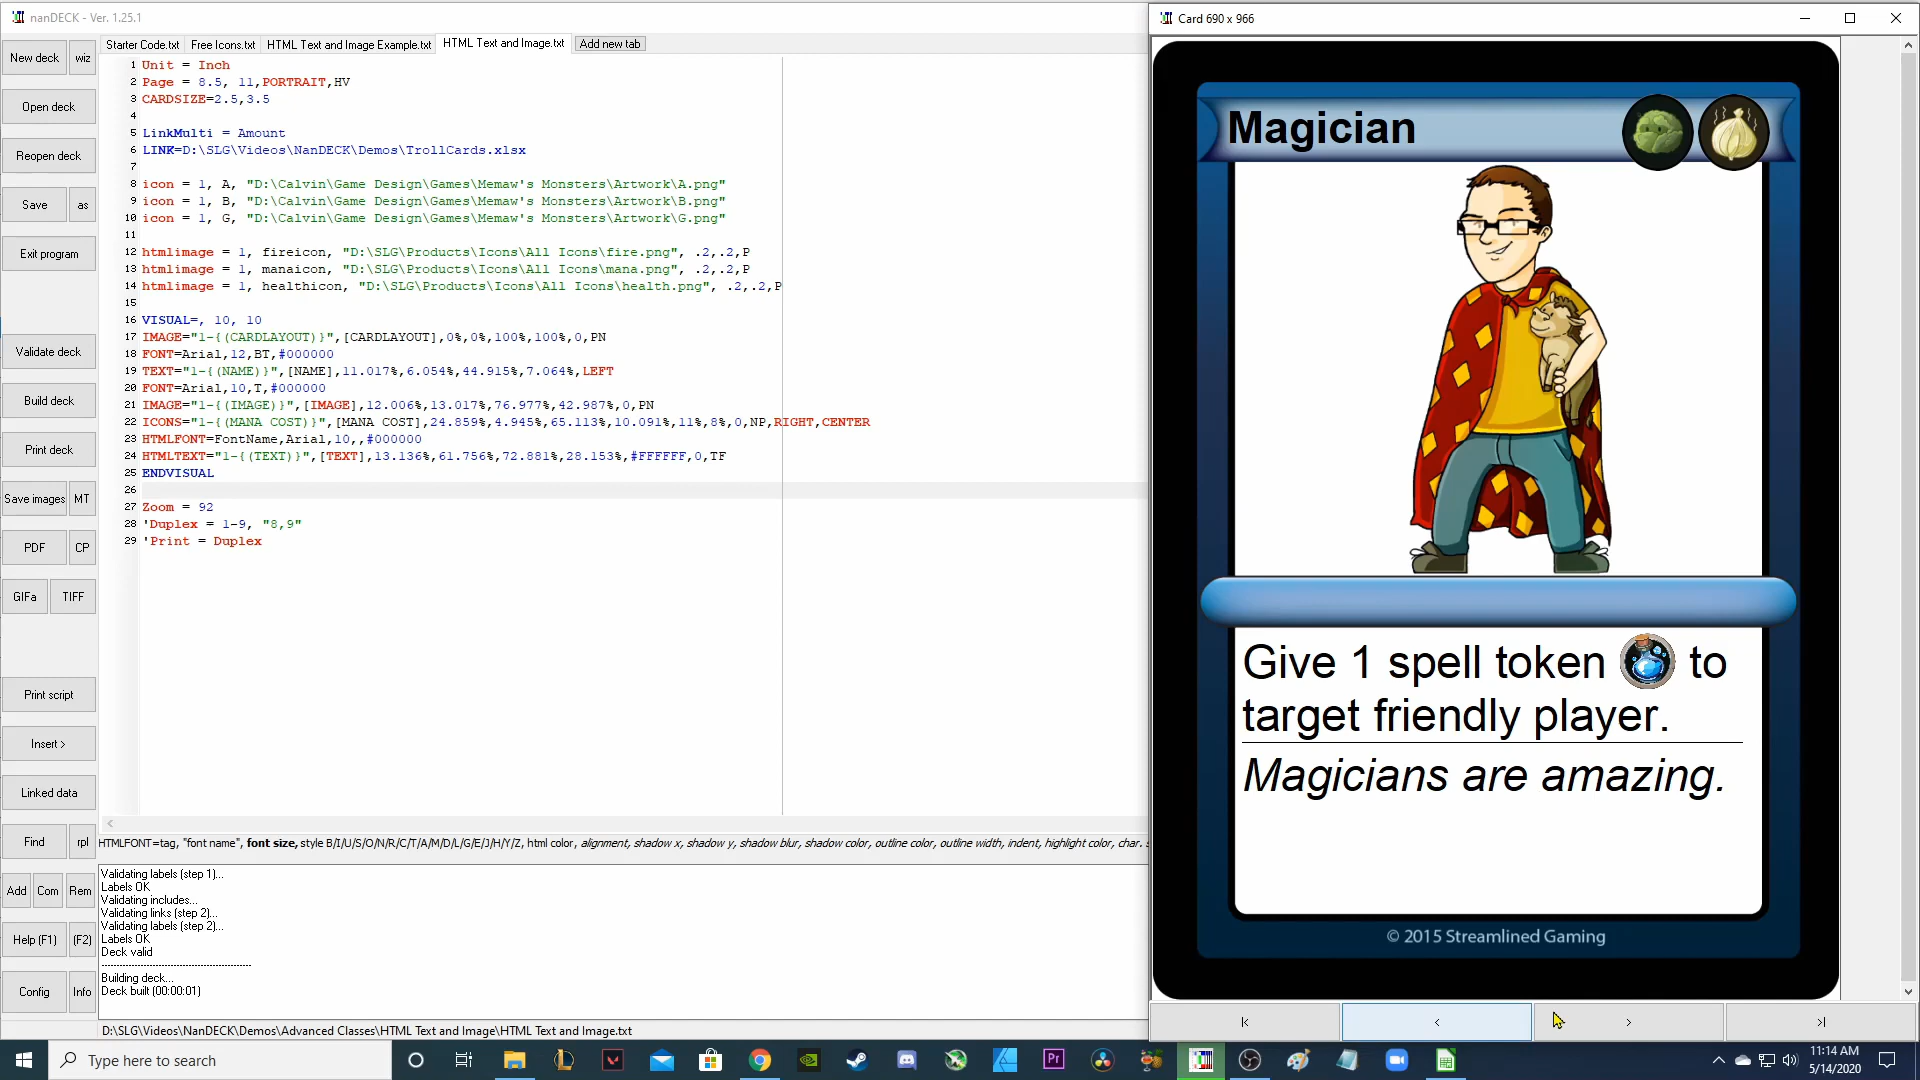 nanDECK - Ver. 1.25.1
New deck
wiz
Open deck
Reopen deck
Save
as
Exit program
Validate deck
Build deck
Print deck
Save images
MT
PDF
CP
GIFa
TIFF
Print script
Insert >
Linked data
Find
rpl
Add
Com
Rem
Help (F1)
(F2)
Config
Info
Starter Code.txt
Free Icons.txt
HTML Text and Image Example.txt
HTML Text and Image.txt
Add new tab
1 Unit = Inch
2 Page = 8.5, 11,PORTRAIT,HV
3 CARDSIZE=2.5,3.5
4
5 LinkMulti = Amount
6 LINK=D:\SLG\Videos\NanDECK\Demos\TrollCards.xlsx
7
8 icon = 1, A, "D:\Calvin\Game Design\Games\Memaw's Monsters\Artwork\A.png"
9 icon = 1, B, "D:\Calvin\Game Design\Games\Memaw's Monsters\Artwork\B.png"
10 icon = 1, G, "D:\Calvin\Game Design\Games\Memaw's Monsters\Artwork\G.png"
11
12 htmlimage = 1, fireicon, "D:\SLG\Products\Icons\All Icons\fire.png", .2,.2,P
13 htmlimage = 1, manaicon, "D:\SLG\Products\Icons\All Icons\mana.png", .2,.2,P
14 htmlimage = 1, healthicon, "D:\SLG\Products\Icons\All Icons\health.png", .2,.2,P
15
16 VISUAL=, 10, 10
17 IMAGE="1-{(CARDLAYOUT)}",[CARDLAYOUT],0%,0%,100%,100%,0,PN
18 FONT=Arial,12,BT,#000000
19 TEXT="1-{(NAME)}",[NAME],11.017%,6.054%,44.915%,7.064%,LEFT
20 FONT=Arial,10,T,#000000
21 IMAGE="1-{(IMAGE)}",[IMAGE],12.006%,13.017%,76.977%,42.987%,0,PN
22 ICONS="1-{(MANA COST)}",[MANA COST],24.859%,4.945%,65.113%,10.091%,11%,8%,0,NP,RIGHT,CENTER
23 HTMLFONT=FontName,Arial,10,,#000000
24 HTMLTEXT="1-{(TEXT)}",[TEXT],13.136%,61.756%,72.881%,28.153%,#FFFFFF,0,TF
25 ENDVISUAL
26
27 Zoom = 92
28 'Duplex = 1-9, "8,9"
29 'Print = Duplex
HTMLFONT=tag, "font name", font size, style B/I/U/S/O/N/R/C/T/A/M/D/L/G/E/J/H/Y/Z, html color, alignment, shadow x, shadow y, shadow blur, shadow color, outline color, outline width, indent, highlight color, char.
Validating labels (step 1)...
Labels OK
Validating includes...
Validating links (step 2)...
Validating labels (step 2)...
Labels OK
Deck valid
Building deck...
Deck built (00:00:01)
D:\SLG\Videos\NanDECK\Demos\Advanced Classes\HTML Text and Image\HTML Text and Image.txt
Card 690 x 966
Magician
Give 1 spell token to
target friendly player.
Magicians are amazing.
© 2015 Streamlined Gaming
Type here to search
Pr
11:14 AM
5/14/2020